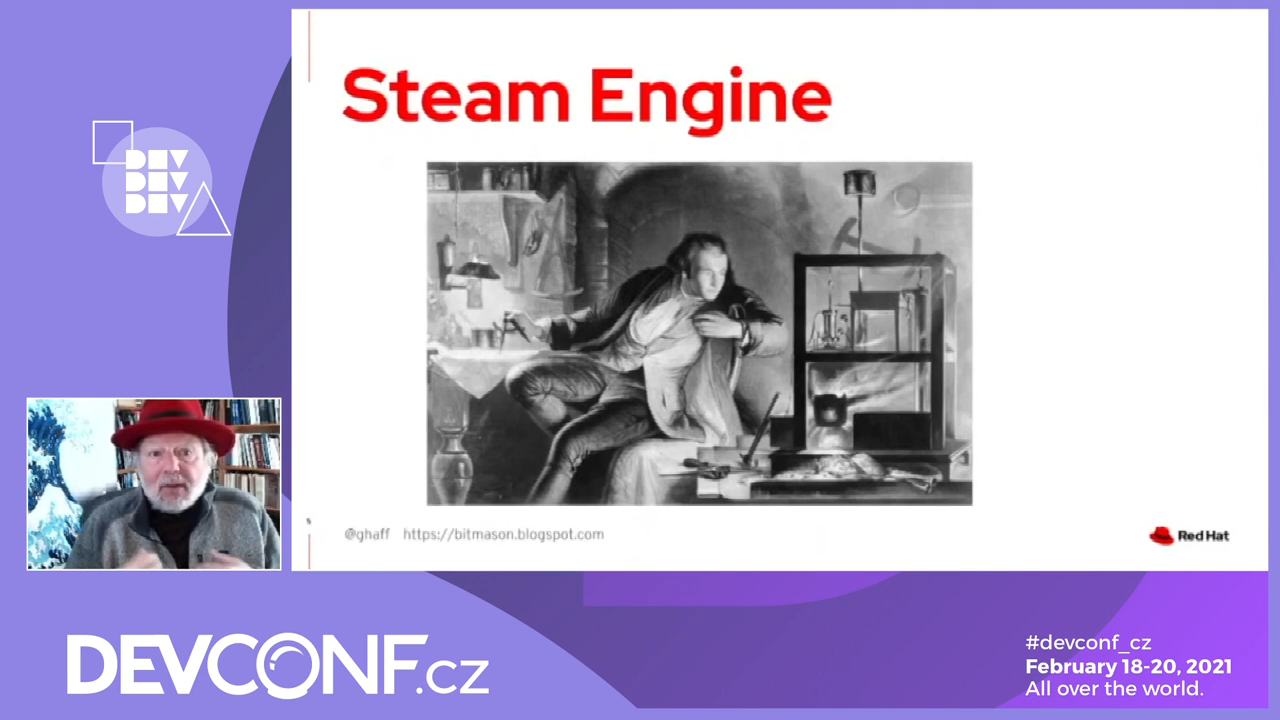 Steam Engine
DEV
DEV
DEV
@ghaff https://bitmason.blogspot.com
Red Hat
DEVCONF.cz
#devconf_cz
February 18-20, 2021
All over the world.